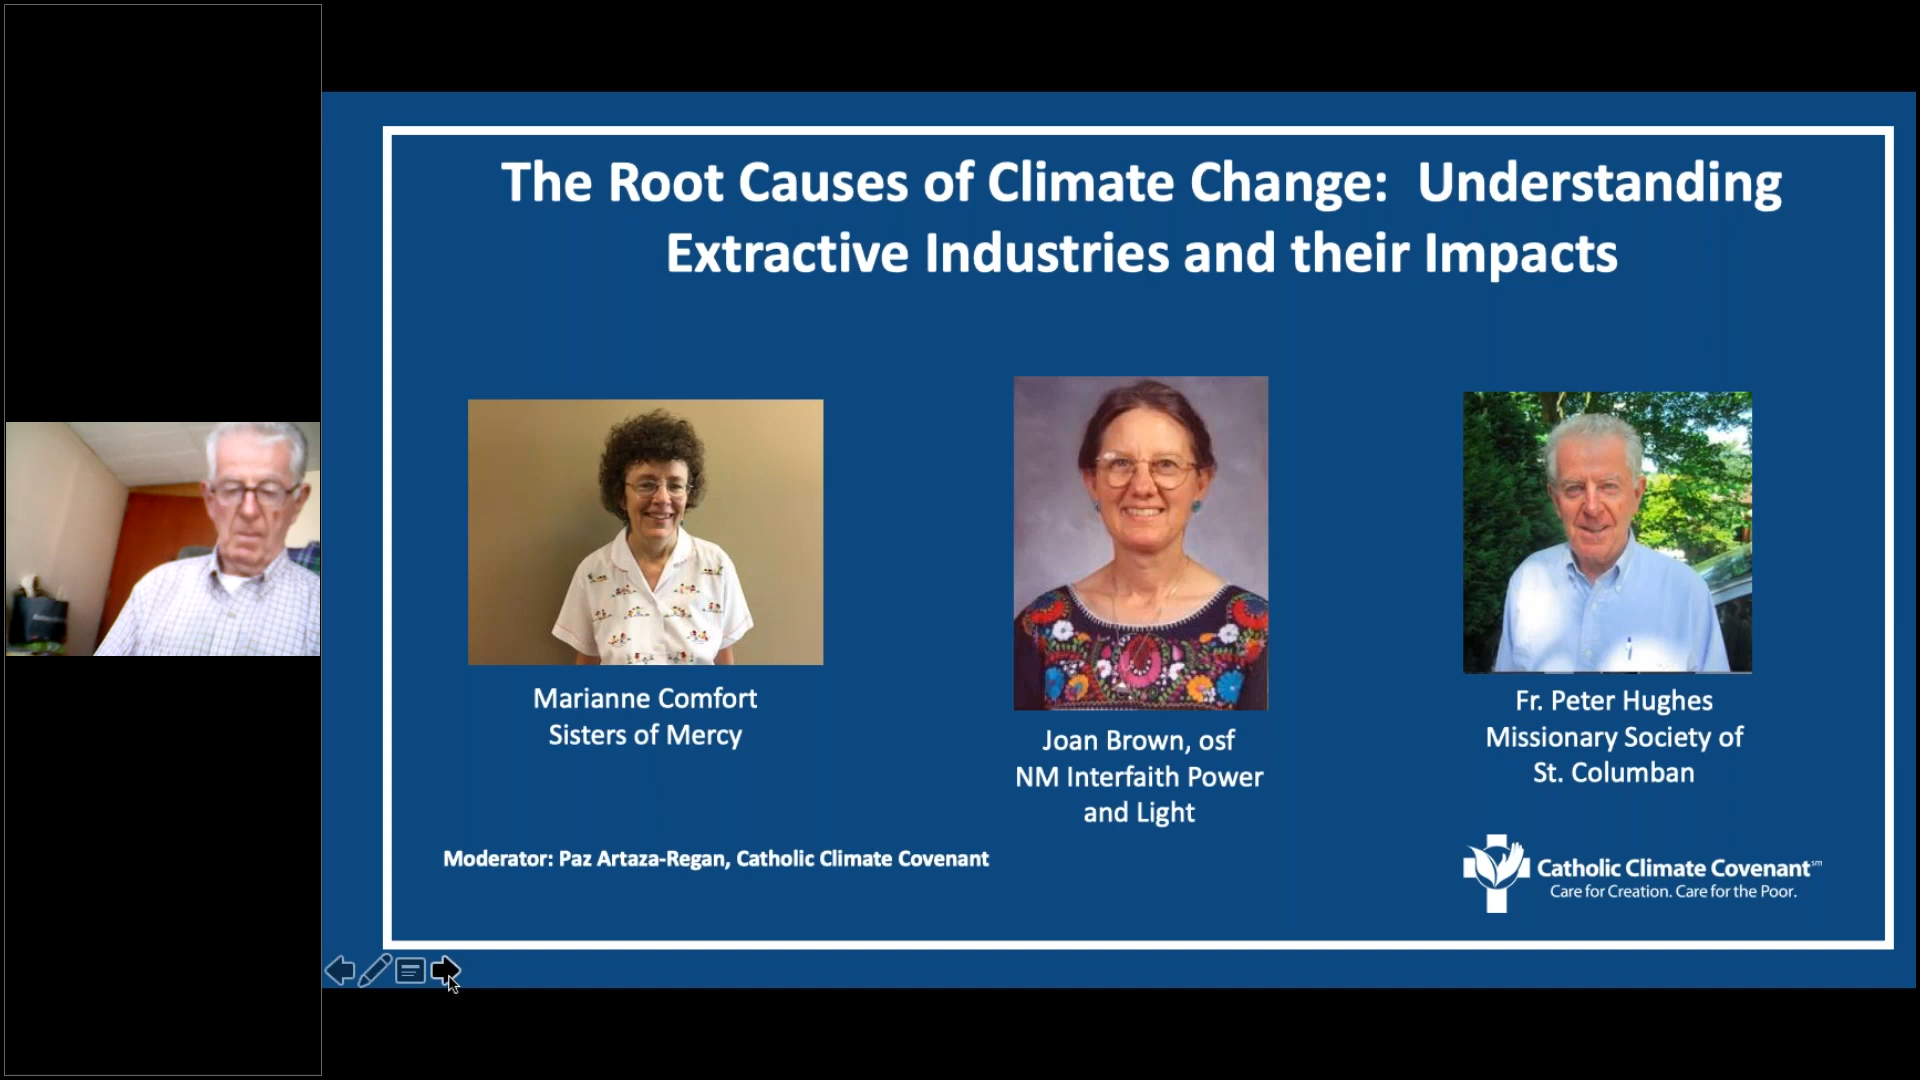 The Root Causes of Climate Change: Understanding
Extractive Industries and their Impacts
Marianne Comfort
Sisters of Mercy
Joan Brown, osf
NM Interfaith Power
and Light
Fr. Peter Hughes
Missionary Society of
St. Columban
Moderator: Paz Artaza-Regan, Catholic Climate Covenant
Catholic Climate Covenant℠
Care for Creation. Care for the Poor.